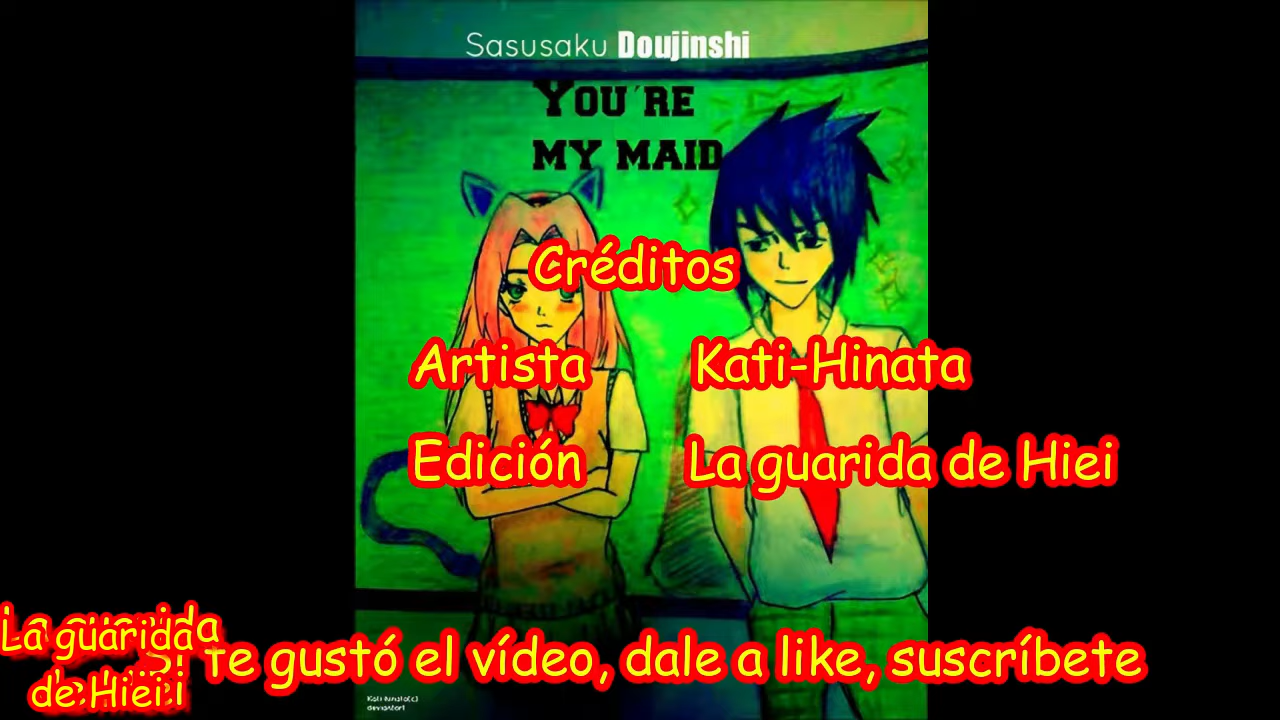 Sasusaku Doujinshi
YOU'RE
MY MAID
Créditos
Artista Kati-Hinata
Edición La guarida de Hiei
La guarida
de Hiei
te gustó el vídeo, dale a like, suscríbete